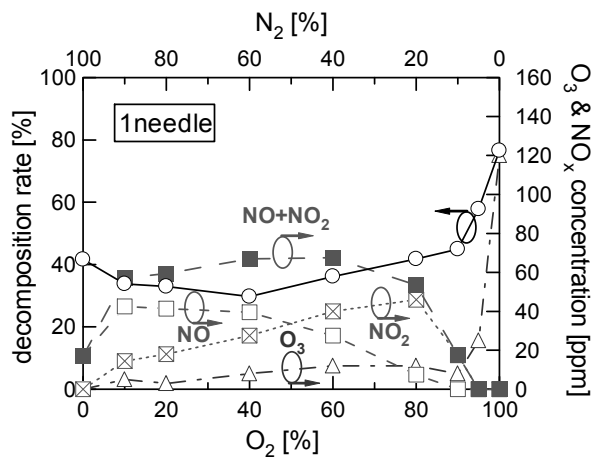 N2 [%]
100 80 60 40 20 0
decomposition rate [%]
100
80
60
40
20
0
1needle
NO+NO2
NO
O3
NO2
160
140
120
100
80
60
40
20
0
O3 & NOx concentration [ppm]
0 20 40 60 80 100
O2 [%]